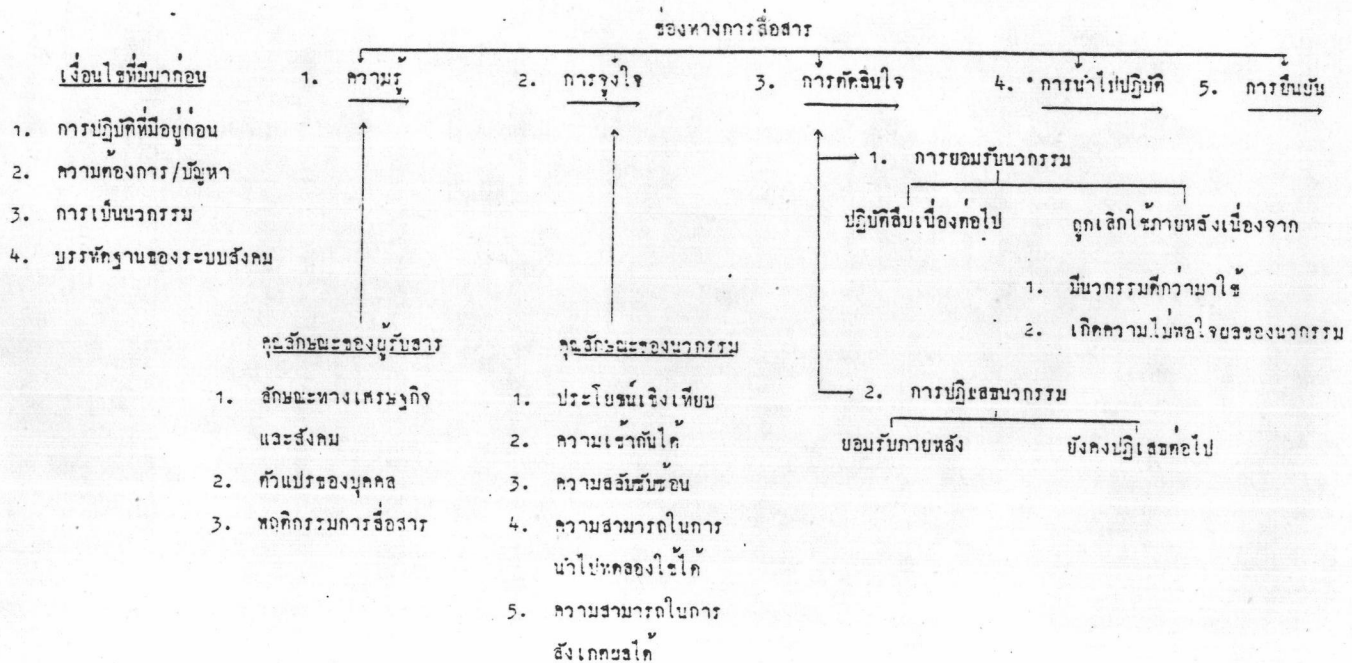 ช่องทางการสื่อสาร
เงื่อนไขที่มีมาก่อน
1. ความรู้
2. การจูงใจ
3. การตัดสินใจ
4. การนำไปปฏิบัติ
5. การยืนยัน
1. การปฏิบัติที่มีอยู่ก่อน
2. ความต้องการ/ปัญหา
3. การเป็นนวกรรม
4. บรรทัดฐานของระบบสังคม
1. การยอมรับนวกรรม
ปฏิบัติสืบเนื่องต่อไป
ถูกเลิกใช้ภายหลังเนื่องจาก
1. มีนวกรรมดีกว่ามาใช้
2. เกิดความไม่พอใจผลของนวกรรม
คุณลักษณะของผู้รับสาร
1. ลักษณะทางเศรษฐกิจ
และสังคม
2. ตัวแปรของบุคคล
3. พฤติกรรมการสื่อสาร
คุณลักษณะของนวกรรม
1. ประโยชน์เชิงเทียบ
2. ความเข้ากันได้
3. ความสลับซับซ้อน
4. ความสามารถในการ
นำไปทดลองใช้ได้
5. ความสามารถในการ
สังเกตผลได้
2. การปฏิเสธนวกรรม
ยอมรับภายหลัง
ยังคงปฏิเสธต่อไป